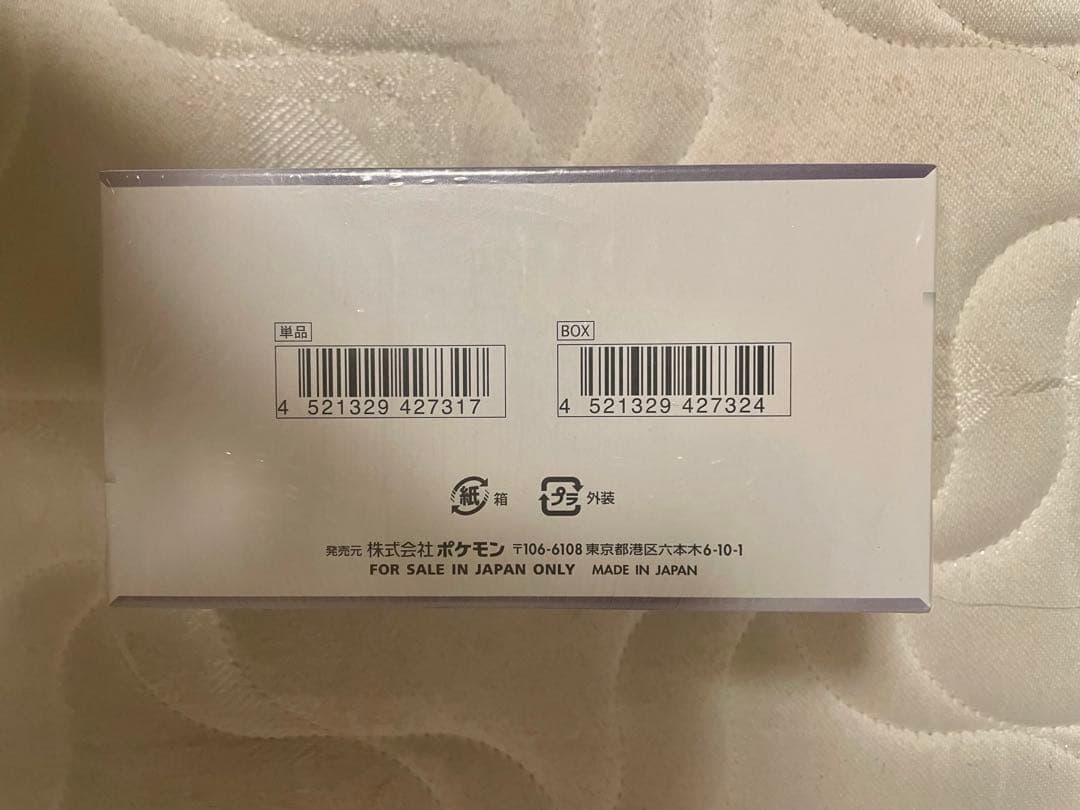 単品
BOX
4 521329 427317
4 521329 427324
紙 箱
プラ 外装
発売元 株式会社 ポケモン 〒106-6108 東京都港区六本木6-10-1
FOR SALE IN JAPAN ONLY MADE IN JAPAN